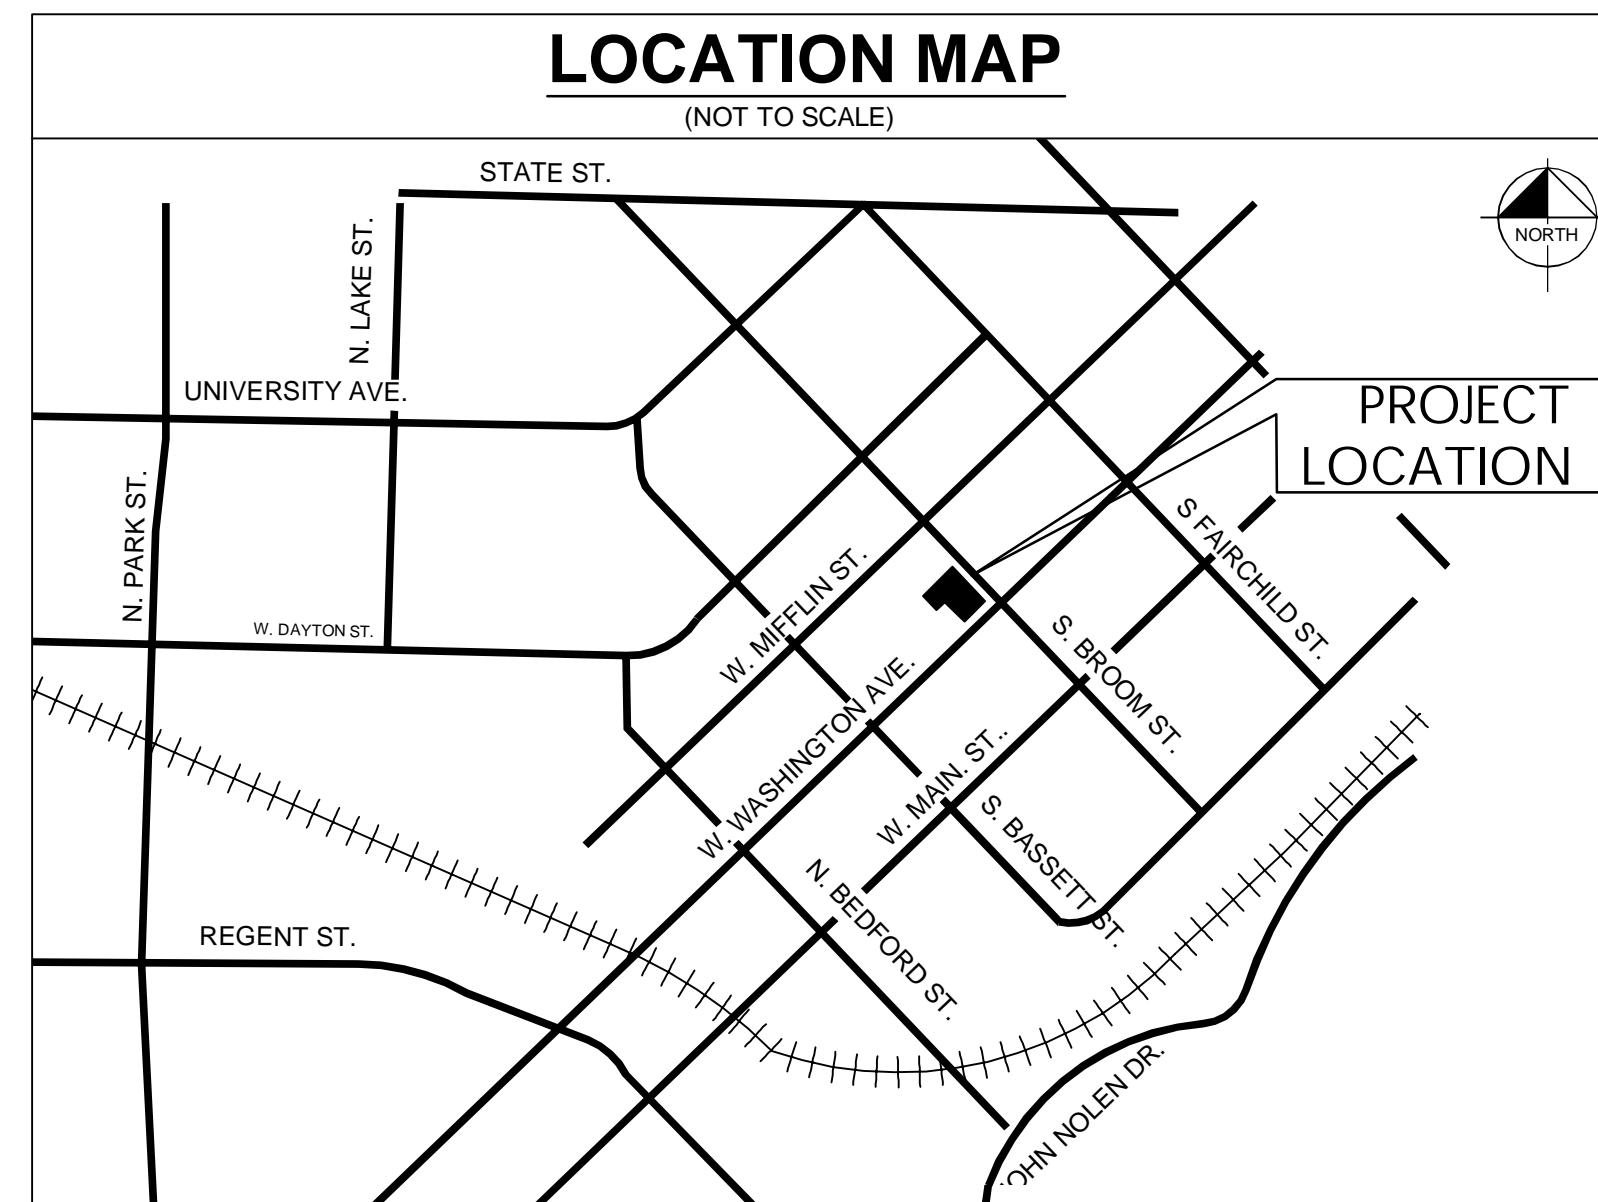 LOCATION MAP
(NOT TO SCALE)
STATE ST.
N. LAKE ST.
NORTH
UNIVERSITY AVE.
PROJECT
LOCATION
N. PARK ST.
S FAIRCHILD ST.
W. MIFFLIN ST.
W. DAYTON ST.
S. BROOM ST.
W. WASHINGTON AVE.
W. MAIN. ST..
S. BASSETT ST.
N. BEDFORD ST.
REGENT ST.
JOHN NOLEN DR.